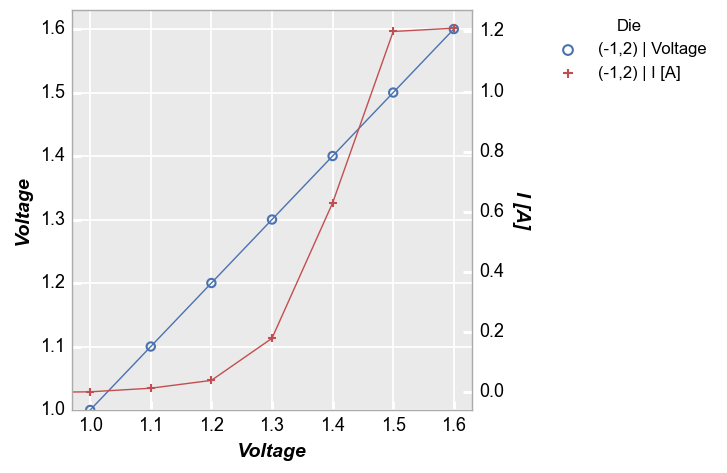 1.6
1.5
1.4
1.3
1.2
1.1
1.0
Voltage
1.0 1.1 1.2 1.3 1.4 1.5 1.6
Voltage
1.2
1.0
0.8
0.6
0.4
0.2
0.0
I [A]
Die
(-1,2) | Voltage
(-1,2) | I [A]